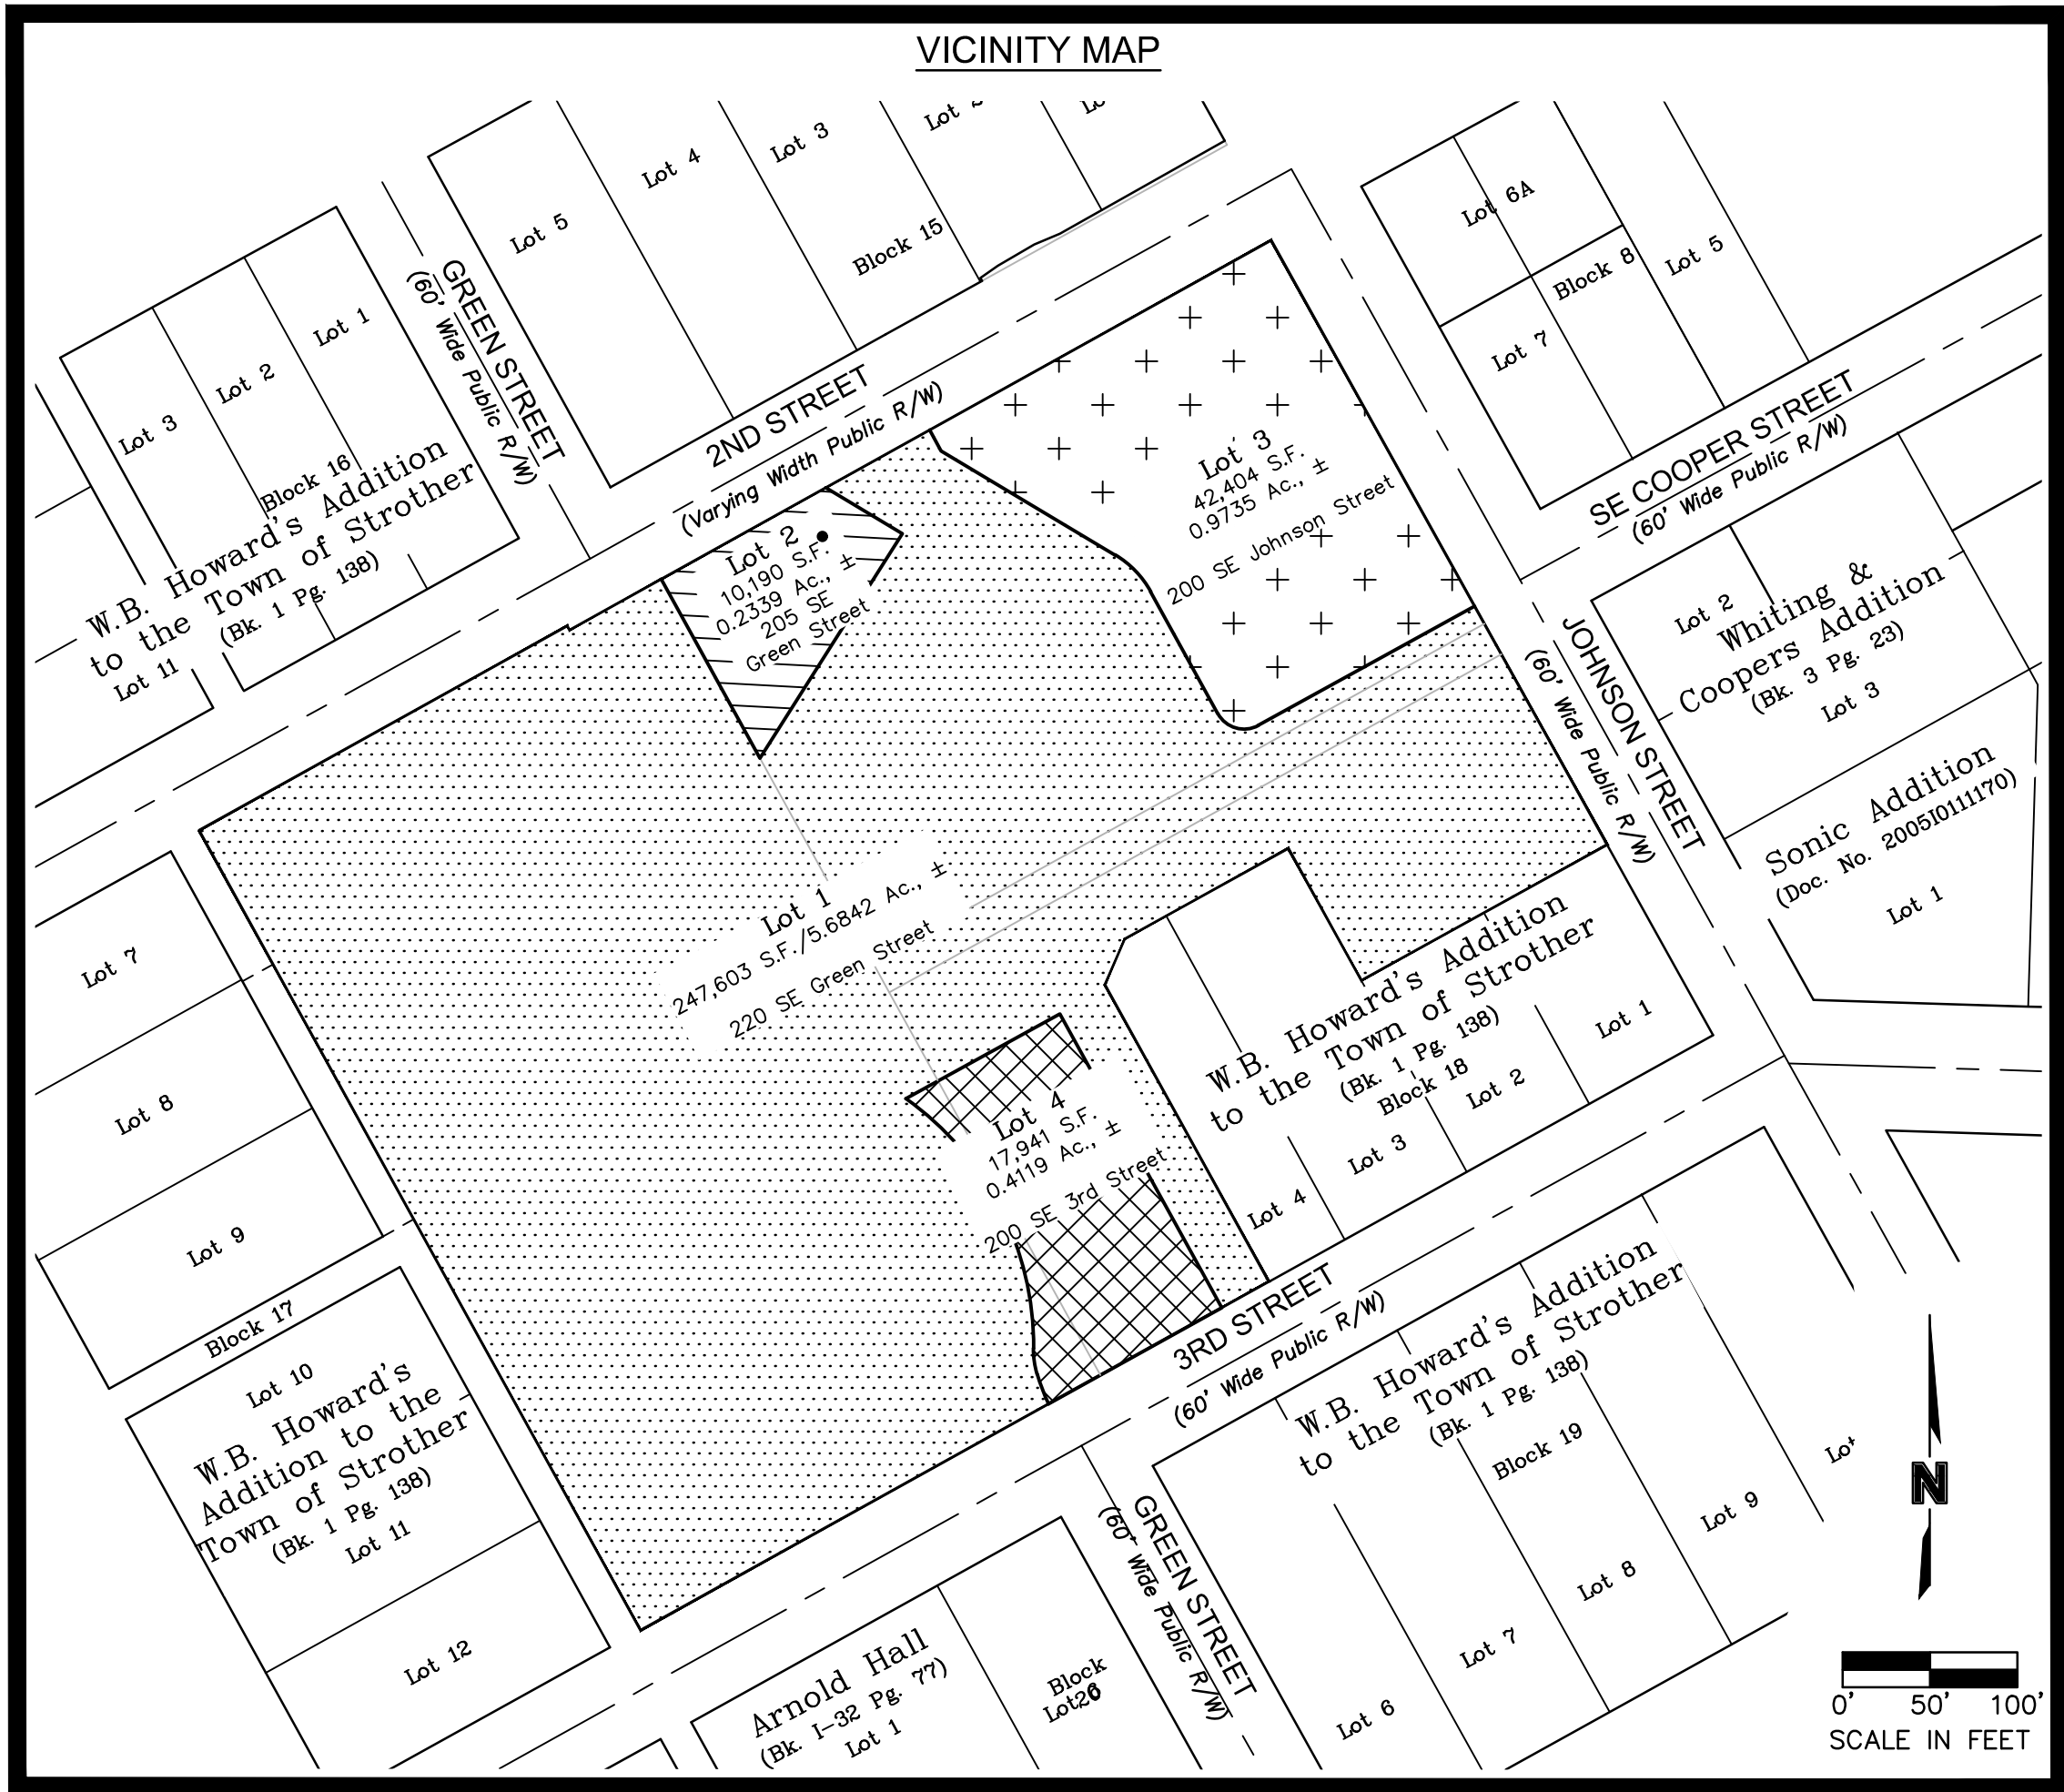 VICINITY MAP
Lot 5
Lot 4
Lot 3
Lot
Block 15
Lot 6A
Block 8
Lot 5
Lot 7
Lot 3
Lot 2
Lot 1
Block 16
W.B. Howard's Addition
to the Town of Strother
(Bk. 1 Pg. 138)
Lot 11
GREEN STREET
(60' Wide Public R/W)
2ND STREET
(Varying Width Public R/W)
SE COOPER STREET
(60' Wide Public R/W)
Lot 2
10,190 S.F.
0.2339 Ac., ±
205 SE
Green Street
Lot 3
42,404 S.F.
0.9735 Ac., ±
200 SE Johnson Street
JOHNSON STREET
(60' Wide Public R/W)
Lot 2
Whiting &
Coopers Addition
(Bk. 3 Pg. 23)
Lot 3
Sonic Addition
(Doc. No. 2005I0111170)
Lot 1
Lot 1
247,603 S.F./5.6842 Ac., ±
220 SE Green Street
Lot 7
Lot 8
Lot 9
Block 17
Lot 10
W.B. Howard's
Addition to the
Town of Strother
(Bk. 1 Pg. 138)
Lot 11
Lot 12
Lot 4
17,941 S.F.
0.4119 Ac., ±
200 SE 3rd Street
W.B. Howard's Addition
to the Town of Strother
(Bk. 1 Pg. 138)
Block 18
Lot 1
Lot 2
Lot 3
Lot 4
3RD STREET
(60' Wide Public R/W)
W.B. Howard's Addition
to the Town of Strother
(Bk. 1 Pg. 138)
Block 19
Lot 9
Lot 8
Lot 7
Lot 6
GREEN STREET
(60' Wide Public R/W)
Arnold Hall
(Bk. I-32 Pg. 77)
Lot 1
Block
Lot
N
0' 50' 100'
SCALE IN FEET